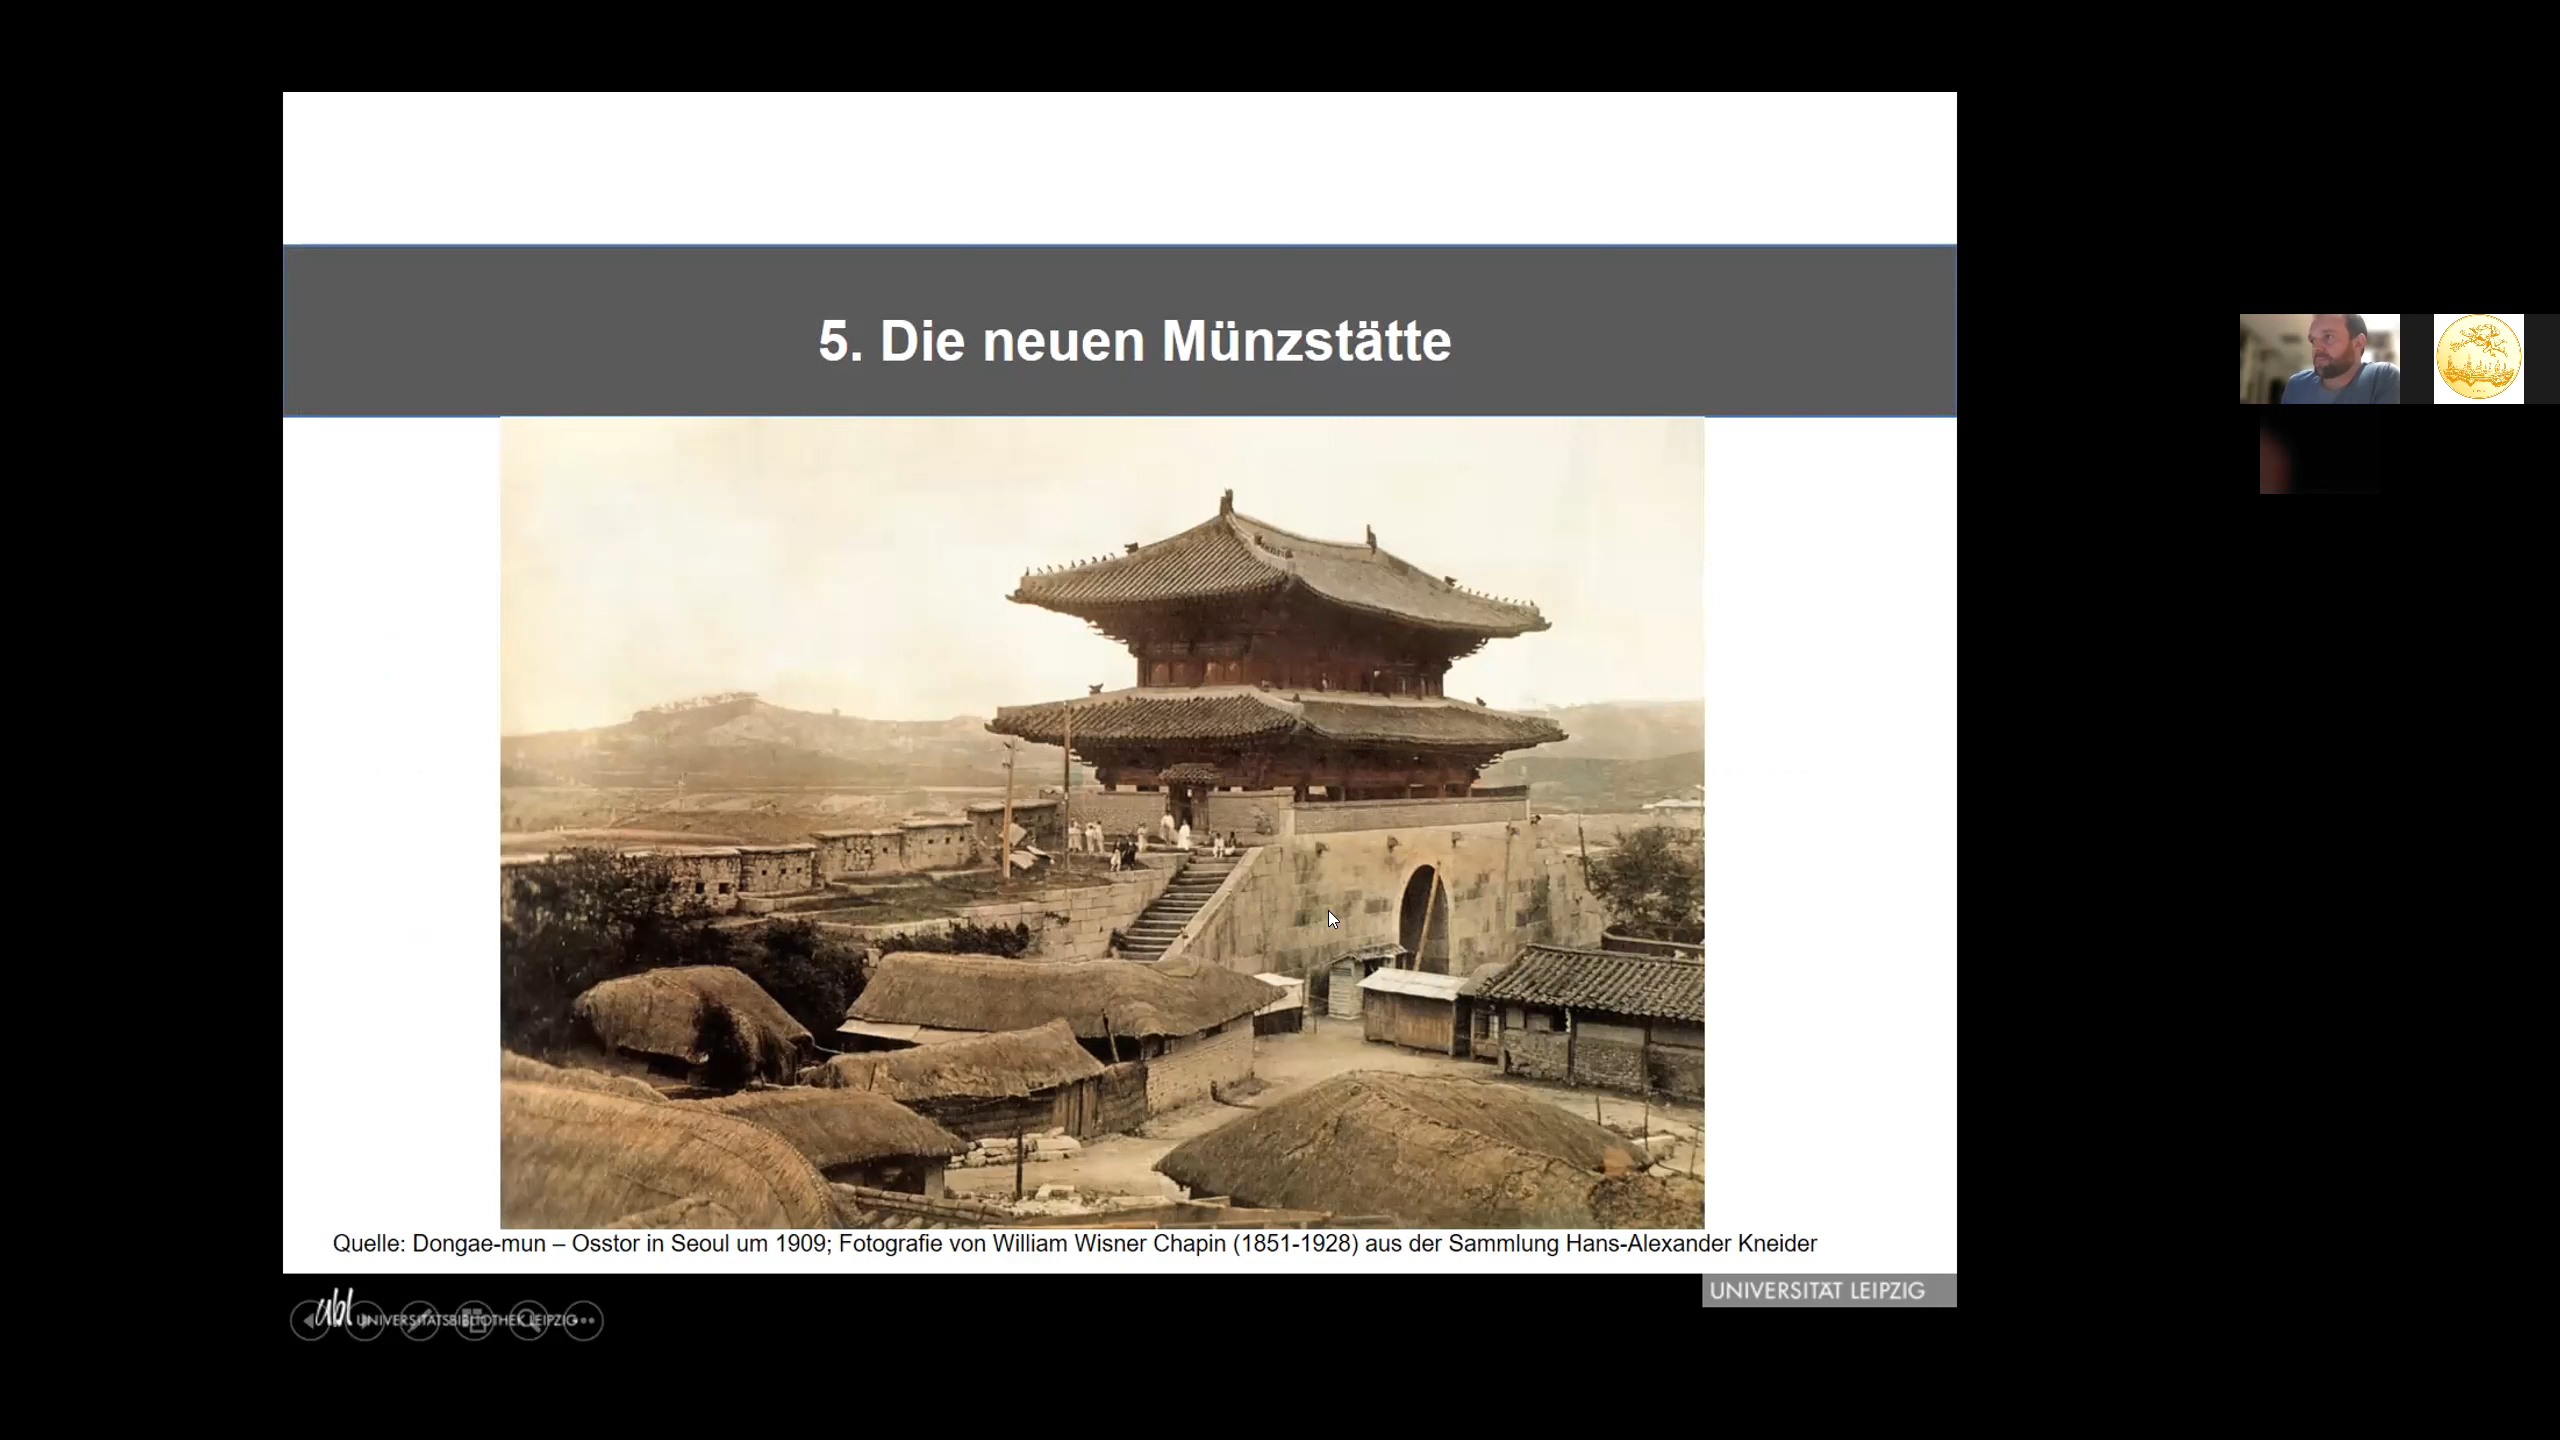 5. Die neuen Münzstätte
Quelle: Dongae-mun – Osstor in Seoul um 1909; Fotografie von William Wisner Chapin (1851-1928) aus der Sammlung Hans-Alexander Kneider
UNIVERSITÄT LEIPZIG
ubl UNIVERSITÄTSBIBLIOTHEK LEIPZIG